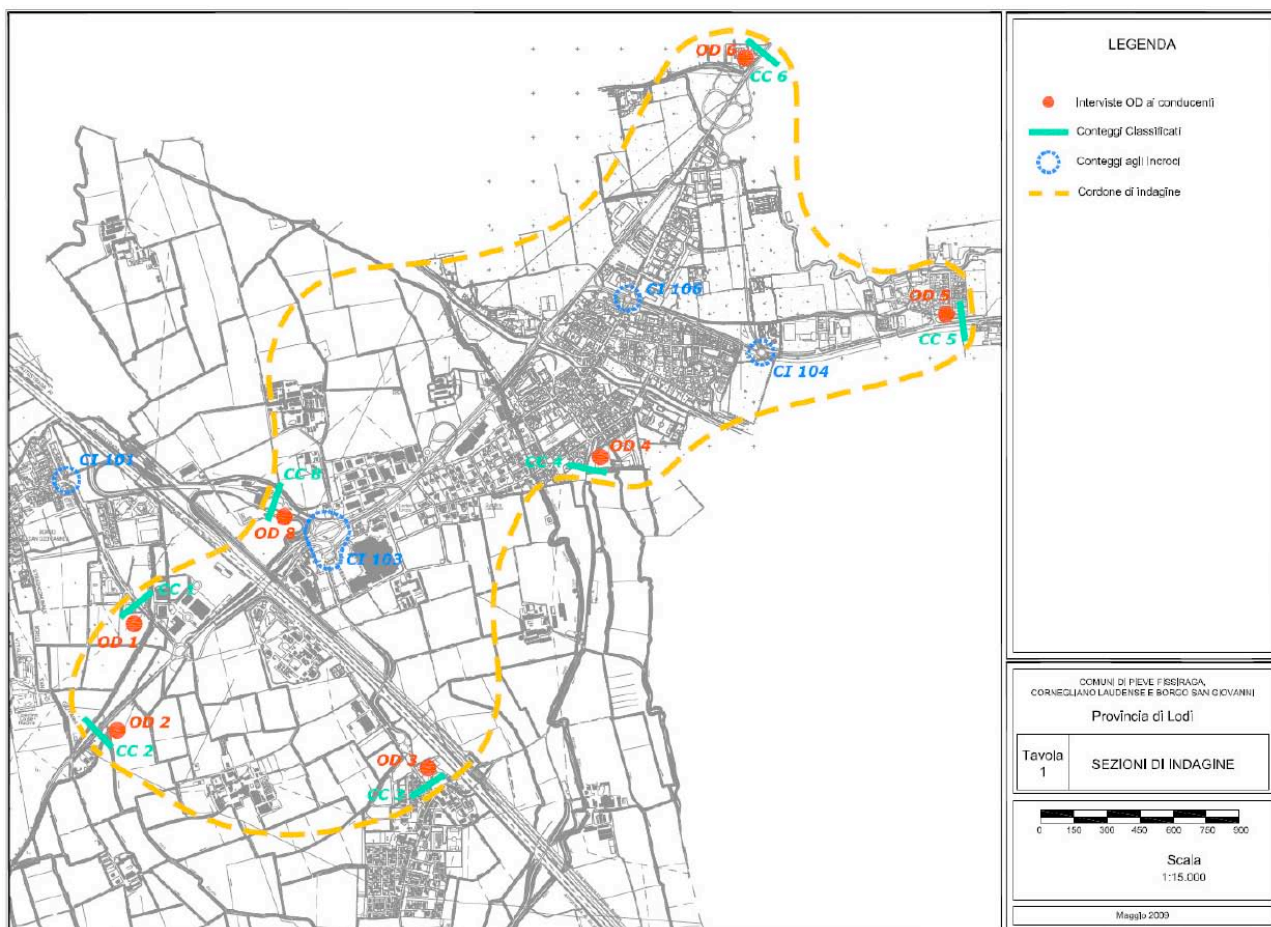 OD 6
CC 6
CI 106
OD 5
CC 5
CI 104
OD 4
CC 4
CI 101
CC 8
OD 8
CI 103
CC 1
OD 1
OD 2
CC 2
OD 3
CC 3
LEGENDA
Interviste OD ai conducenti
Conteggi Classificati
Conteggi agli Incroci
Cordone di indagine
COMUNI DI PIEVE FISSIRAGA,
CORNEGLIANO LAUDENSE E BORGO SAN GIOVANNI
Provincia di Lodi
Tavola
1
SEZIONI DI INDAGINE
0 150 300 450 600 750 900
Scala
1:15.000
Maggio 2009